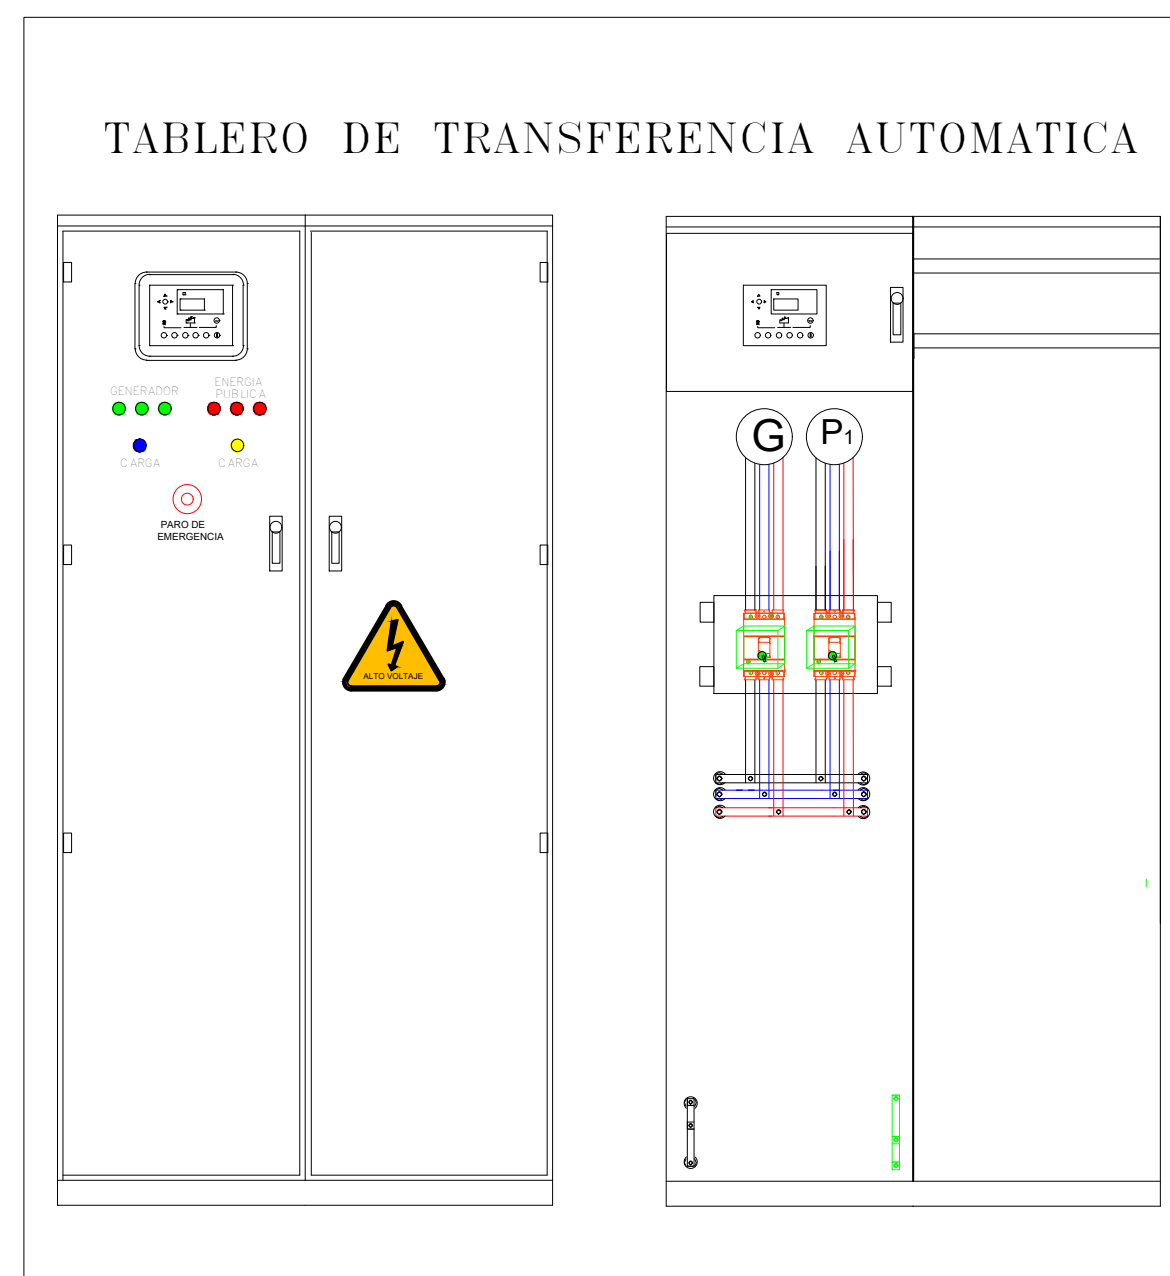 TABLERO DE TRANSFERENCIA AUTOMATICA
GENERADOR
ENERGIA
PUBLICA
CARGA
CARGA
PARO DE
EMERGENCIA
ALTO VOLTAJE
G
P1